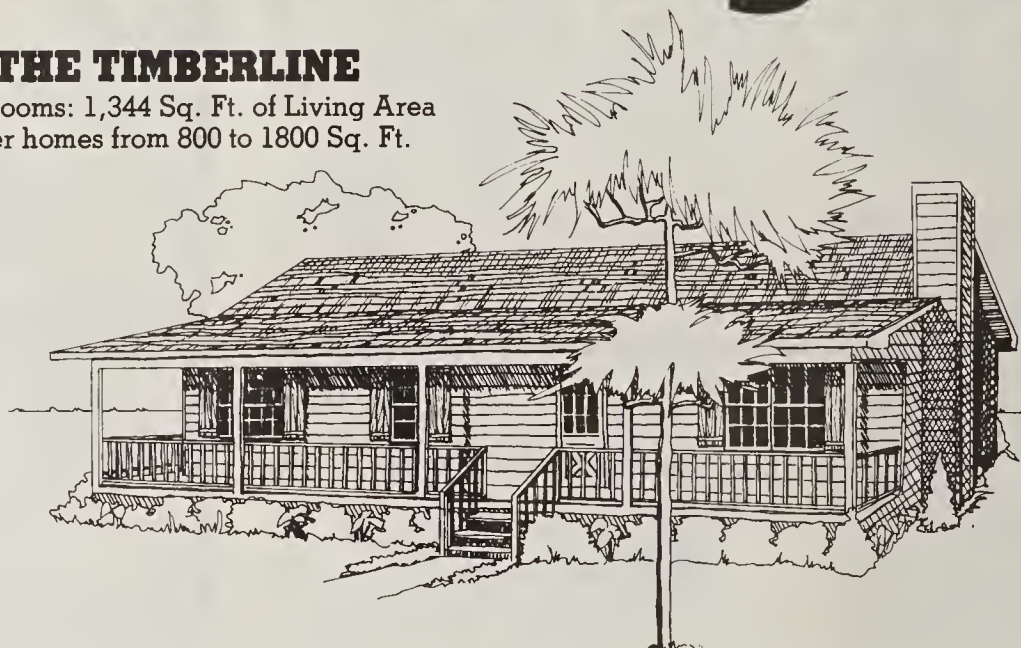 THE TIMBERLINE
ooms: 1,344 Sq. Ft. of Living Area
er homes from 800 to 1800 Sq. Ft.